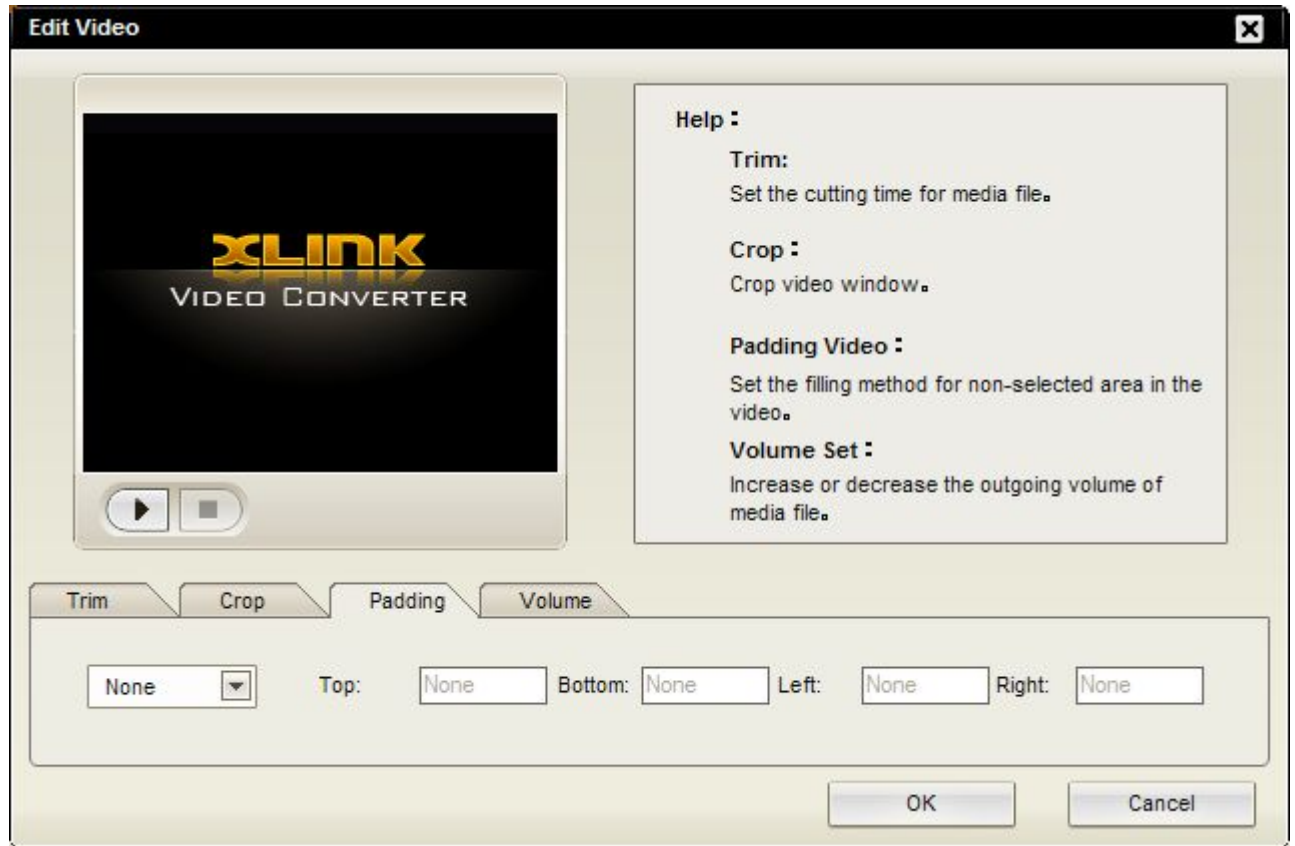 Edit Video
XLINK
VIDEO CONVERTER
Help：
Trim:
Set the cutting time for media file。
Crop：
Crop video window。
Padding Video：
Set the filling method for non-selected area in the
video。
Volume Set：
Increase or decrease the outgoing volume of
media file。
Trim Crop Padding Volume
None Top: None Bottom: None Left: None Right: None
OK Cancel